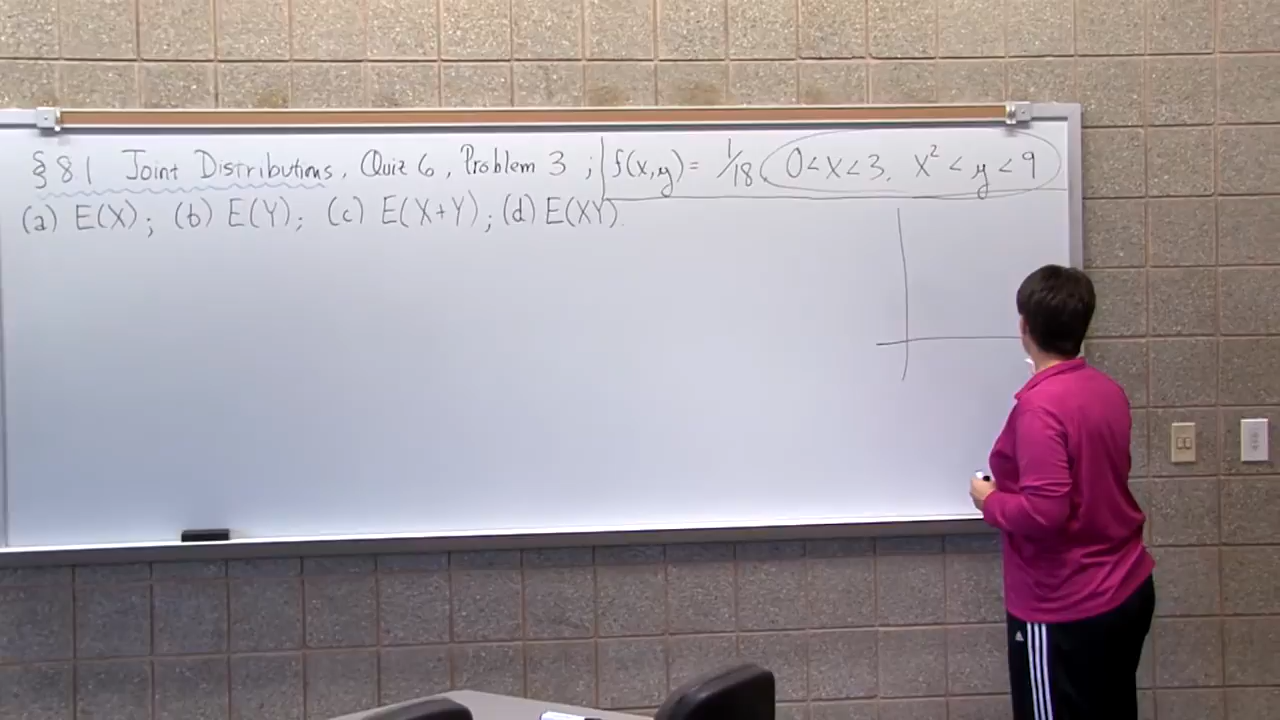 § 8.1 Joint Distributions, Quiz 6, Problem 3; f(x,y) = 1/18, 0<x<3, x²<y<9
(a) E(X); (b) E(Y); (c) E(X+Y); (d) E(XY).